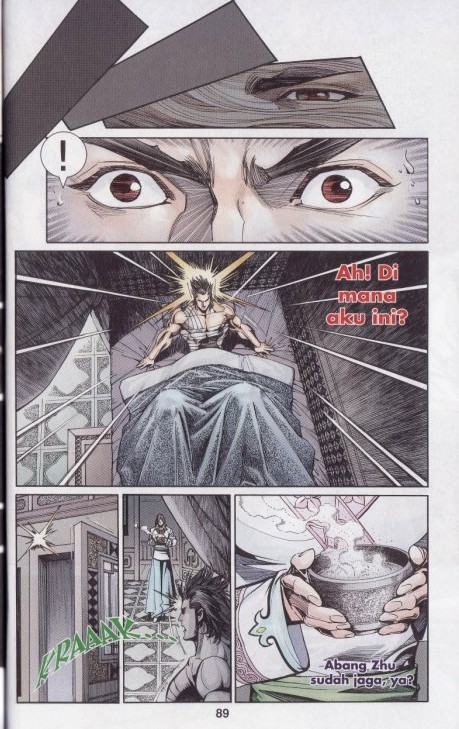 !
Ah! Di
mana
aku ini?
KRAAAK....
Abang Zhu
sudah jaga, ya?
89